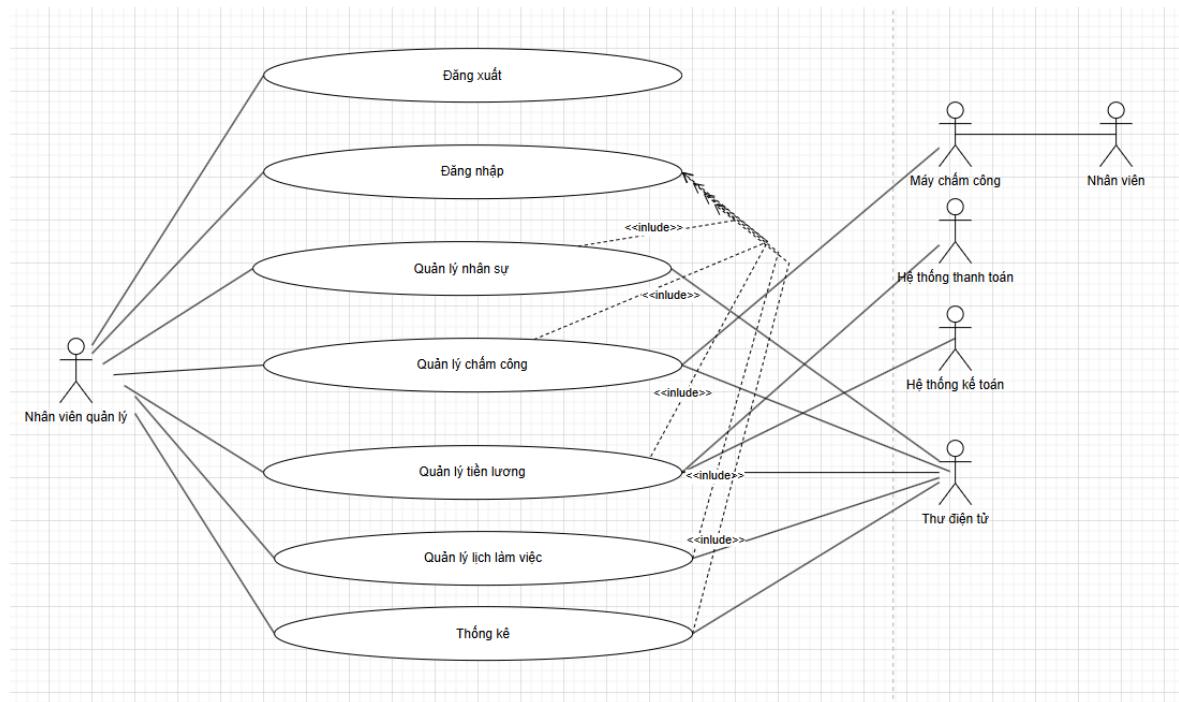 Đăng xuất
Đăng nhập
Máy chấm công
Nhân viên
<<inlude>>
Quản lý nhân sự
Hệ thống thanh toán
<<inlude>>
Quản lý chấm công
Hệ thống kế toán
<<inlude>>
Nhân viên quản lý
Quản lý tiền lương
<<inlude>>
Thư điện tử
<<inlude>>
Quản lý lịch làm việc
Thống kê